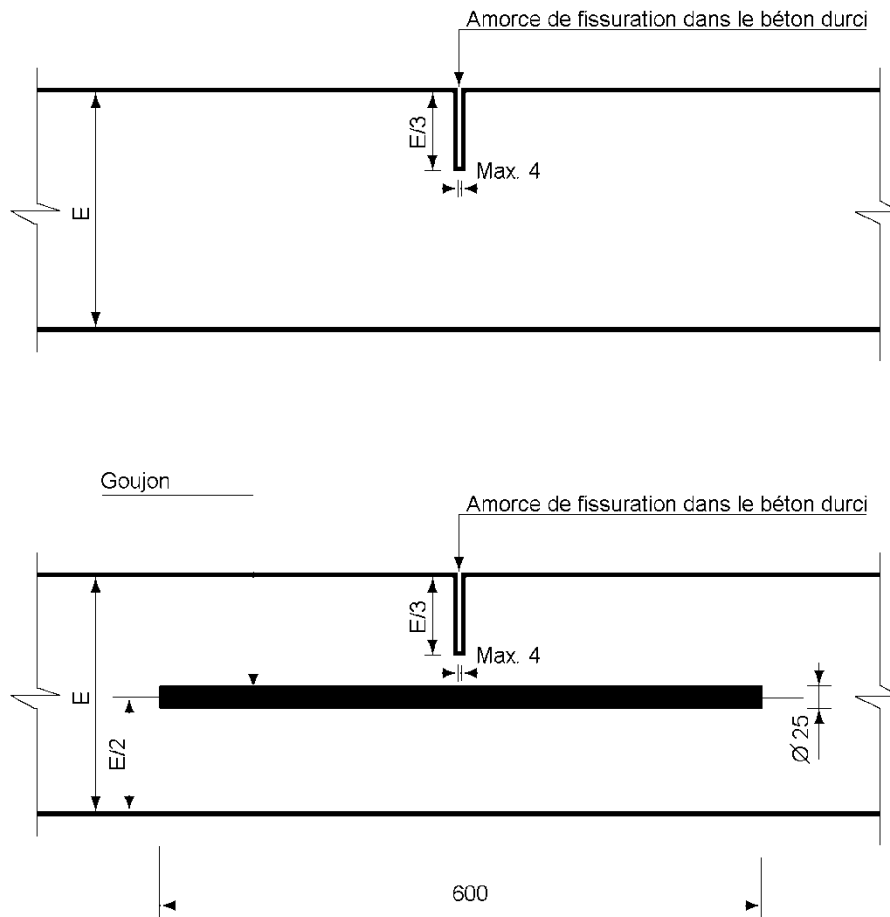 Amorce de fissuration dans le béton durci
E/3
Max. 4
E
Goujon
Amorce de fissuration dans le béton durci
E/3
Max. 4
E
E/2
Ø 25
600